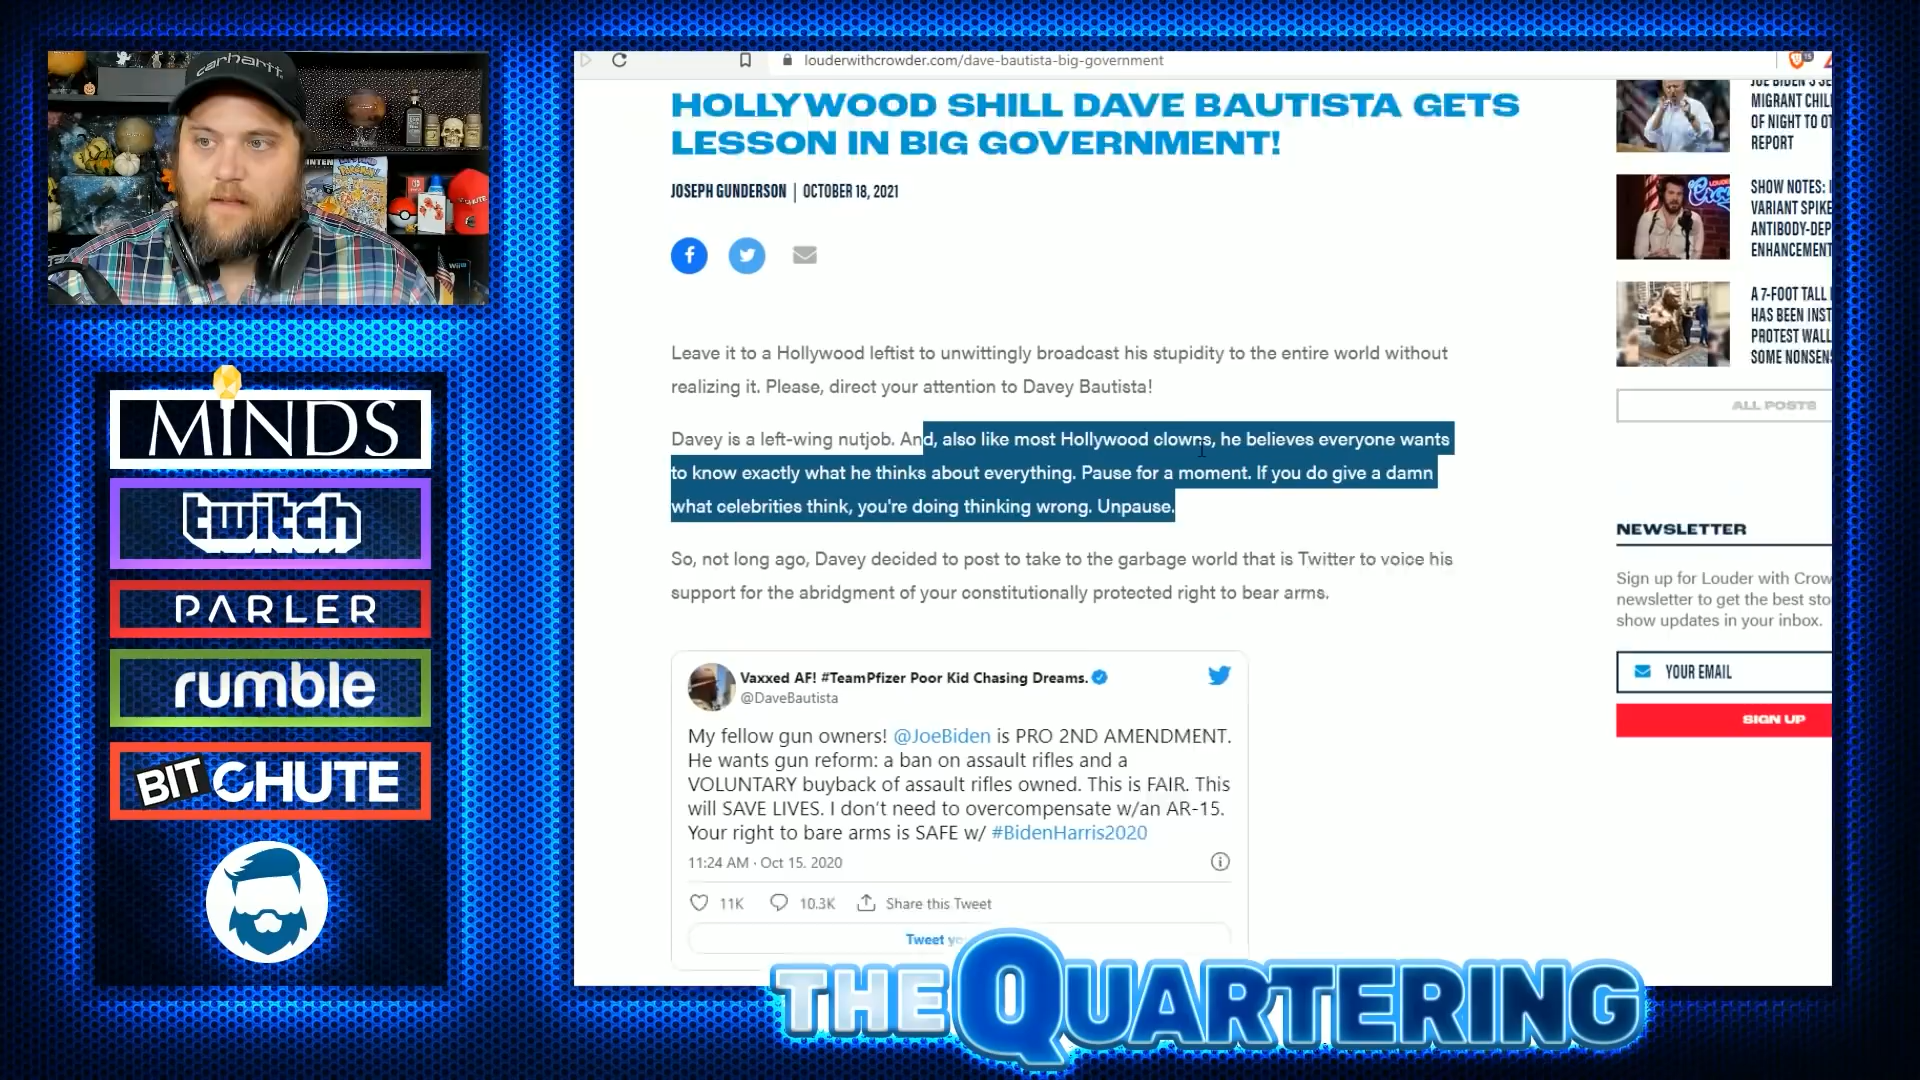 carhartt.
MINDS
twitch
PARLER
rumble
BITCHUTE
louderwithcrowder.com/dave-bautista-big-government
HOLLYWOOD SHILL DAVE BAUTISTA GETS
LESSON IN BIG GOVERNMENT!
JOSEPH GUNDERSON | OCTOBER 18, 2021
Leave it to a Hollywood leftist to unwittingly broadcast his stupidity to the entire world without
realizing it. Please, direct your attention to Davey Bautista!
Davey is a left-wing nutjob. And, also like most Hollywood clowns, he believes everyone wants
to know exactly what he thinks about everything. Pause for a moment. If you do give a damn
what celebrities think, you're doing thinking wrong. Unpause.
So, not long ago, Davey decided to post to take to the garbage world that is Twitter to voice his
support for the abridgment of your constitutionally protected right to bear arms.
Vaxxed AF! #TeamPfizer Poor Kid Chasing Dreams.
@DaveBautista
My fellow gun owners! @JoeBiden is PRO 2ND AMENDMENT.
He wants gun reform: a ban on assault rifles and a
VOLUNTARY buyback of assault rifles owned. This is FAIR. This
will SAVE LIVES. I don't need to overcompensate w/an AR-15.
Your right to bare arms is SAFE w/ #BidenHarris2020
11:24 AM · Oct 15, 2020
11K 10.3K Share this Tweet
Tweet
MIGRANT CHIL
OF NIGHT TO OT
REPORT
SHOW NOTES:
VARIANT SPIKE
ANTIBODY-DEP
ENHANCEMENT
A 7-FOOT TALL
HAS BEEN INST
PROTEST WALL
SOME NONSEN
ALL POSTS
NEWSLETTER
Sign up for Louder with Crow
newsletter to get the best sto
show updates in your inbox.
YOUR EMAIL
SIGN UP
THE QUARTERING